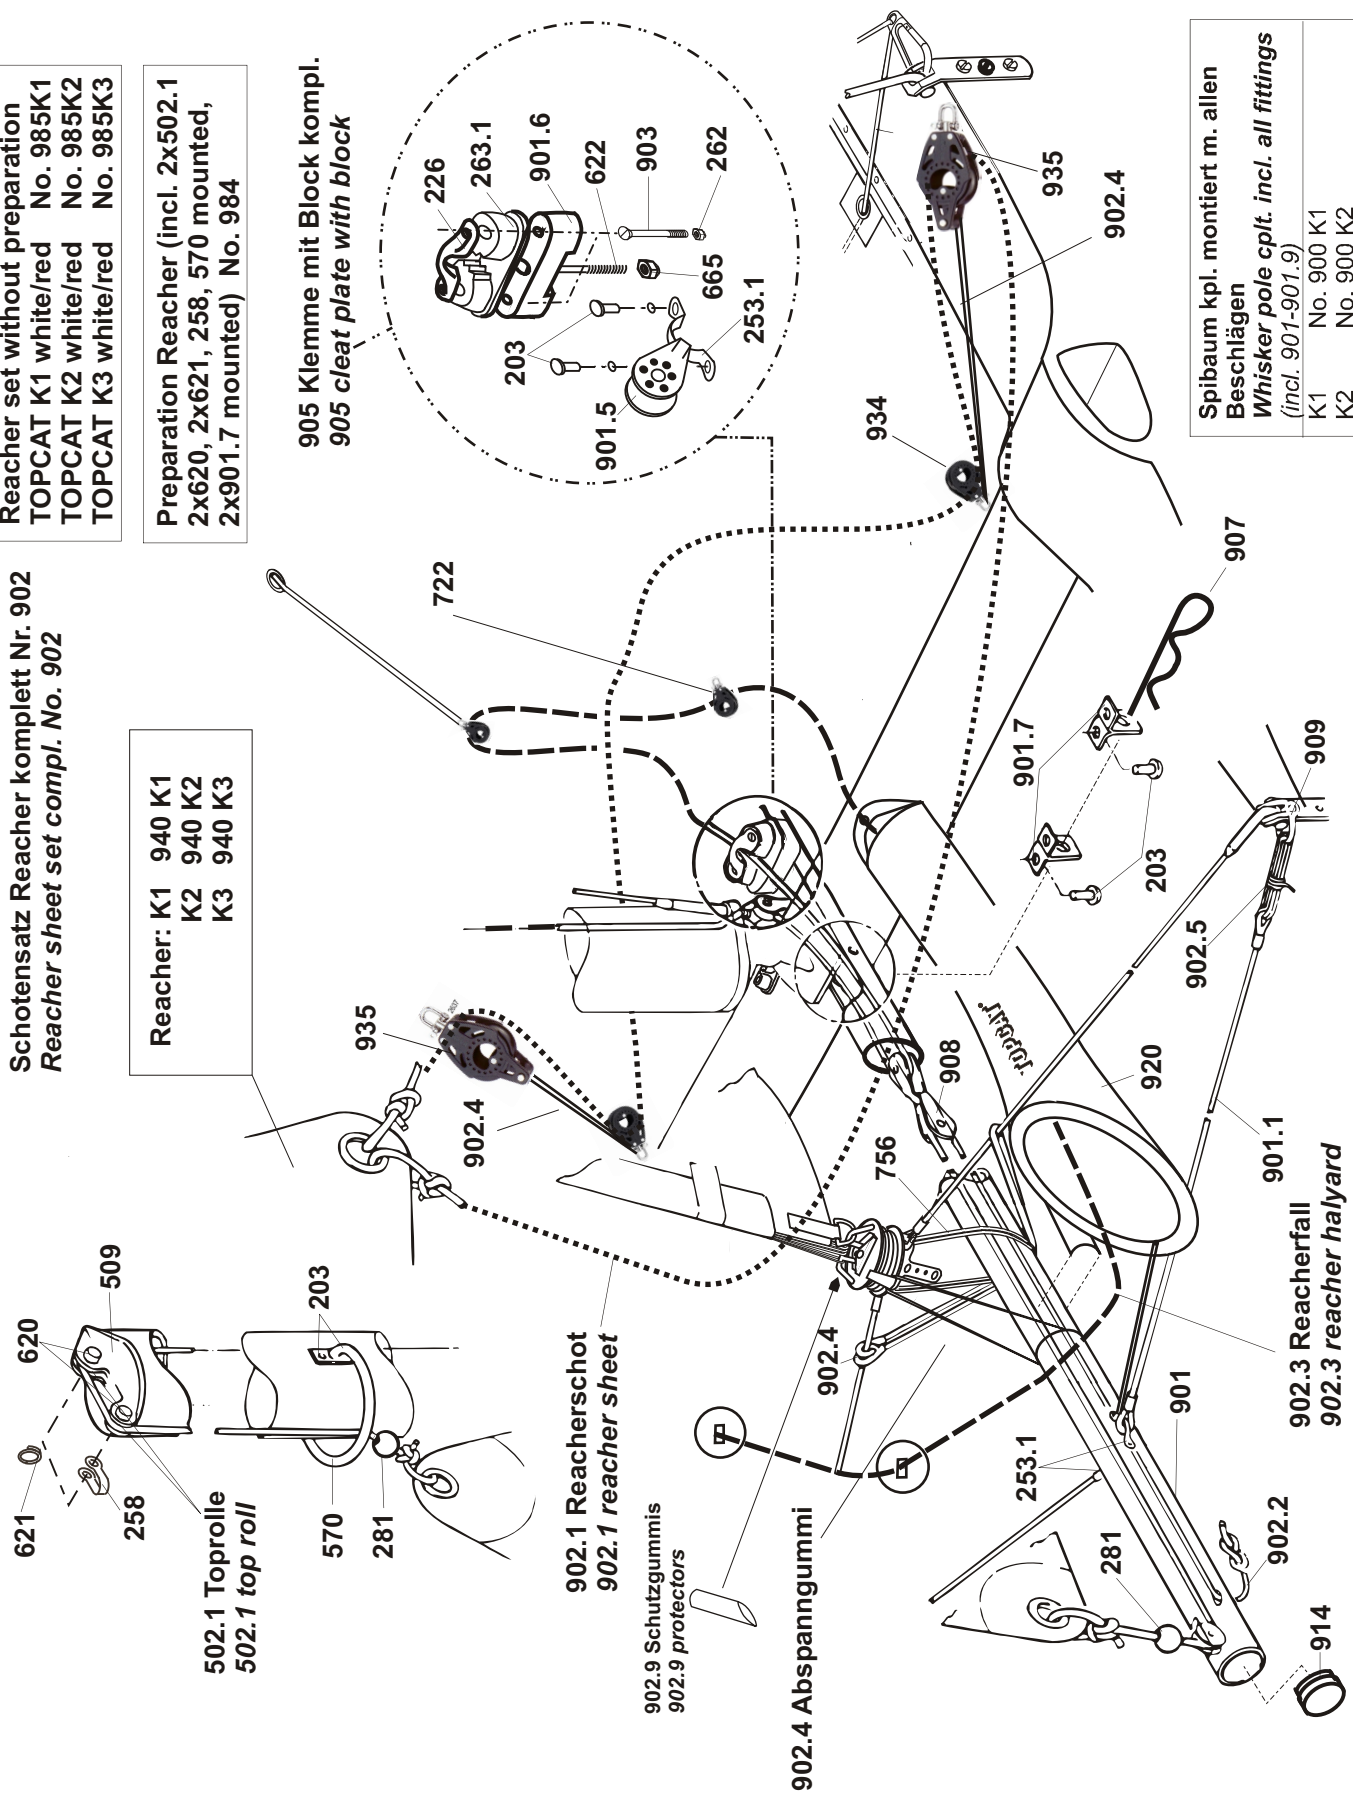 Reacher set without preparation
TOPCAT K1 white/red No. 985K1
TOPCAT K2 white/red No. 985K2
TOPCAT K3 white/red No. 985K3
Preparation Reacher (incl. 2x502.1
2x620, 2x621, 258, 570 mounted,
2x901.7 mounted) No. 984
Schotensatz Reacher komplett Nr. 902
Reacher sheet set compl. No. 902
Reacher: K1 940 K1
K2 940 K2
K3 940 K3
905 Klemme mit Block kompl.
905 cleat plate with block
226
263.1
901.6
622
903
262
665
253.1
203
901.5
620
509
621
258
203
502.1 Toprolle
502.1 top roll
570
281
935
902.4
722
934
935
902.4
902.1 Reacherschot
902.1 reacher sheet
902.9 Schutzgummis
902.9 protectors
902.4 Abspanngummi
902.4
756
908
TOPCAT
920
901.7
203
907
909
902.5
901.1
902.3 Reacherfall
902.3 reacher halyard
901
253.1
281
902.2
914
Spibaum kpl. montiert m. allen
Beschlägen
Whisker pole cplt. incl. all fittings
(incl. 901-901.9)
K1 No. 900 K1
K2 No. 900 K2